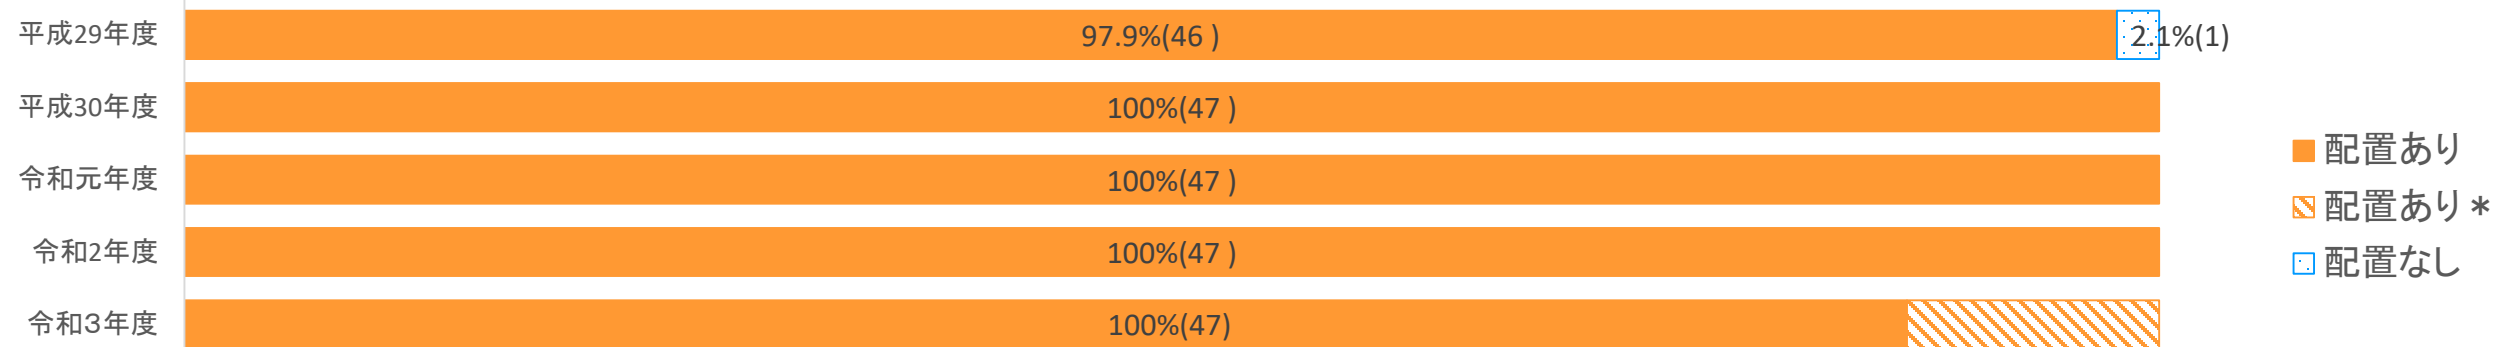 平成29年度 97.9%(46 ) 2.1%(1)
平成30年度 100%(47 )
令和元年度 100%(47 )
令和2年度 100%(47 )
令和３年度 100%(47)
配置あり
配置あり*
配置なし